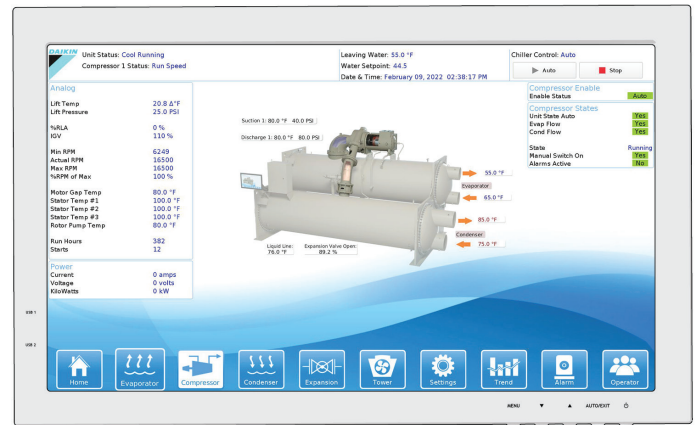 DAIKIN
Unit Status: Cool Running
Compressor 1 Status: Run Speed
Leaving Water: 55.0 °F
Water Setpoint: 44.5
Date & Time: February 09, 2022 02:38:17 PM
Chiller Control: Auto
Auto
Stop
Analog
Lift Temp 20.8 Δ°F
Lift Pressure 25.0 PSI
%RLA 0 %
IGV 110 %
Min RPM 6249
Actual RPM 16500
Max RPM 16500
%RPM of Max 100 %
Motor Gap Temp 80.0 °F
Stator Temp #1 100.0 °F
Stator Temp #2 100.0 °F
Stator Temp #3 100.0 °F
Rotor Pump Temp 80.0 °F
Run Hours 382
Starts 12
Power
Current 0 amps
Voltage 0 volts
KiloWatts 0 kW
Suction 1: 80.0 °F 40.0 PSI
Discharge 1: 80.0 °F 80.0 PSI
55.0 °F
Evaporator
65.0 °F
85.0 °F
Condenser
75.0 °F
Liquid Line:
76.0 °F
Expansion Valve Open:
89.2 %
Compressor Enable
Enable Status Auto
Compressor States
Unit State Auto Yes
Evap Flow Yes
Cond Flow Yes
State Running
Manual Switch On Yes
Alarms Active No
USB 1
USB 2
Home
Evaporator
Compressor
Condenser
Expansion
Tower
Settings
Trend
Alarm
Operator
MENU ▼ ▲ AUTO/EXIT